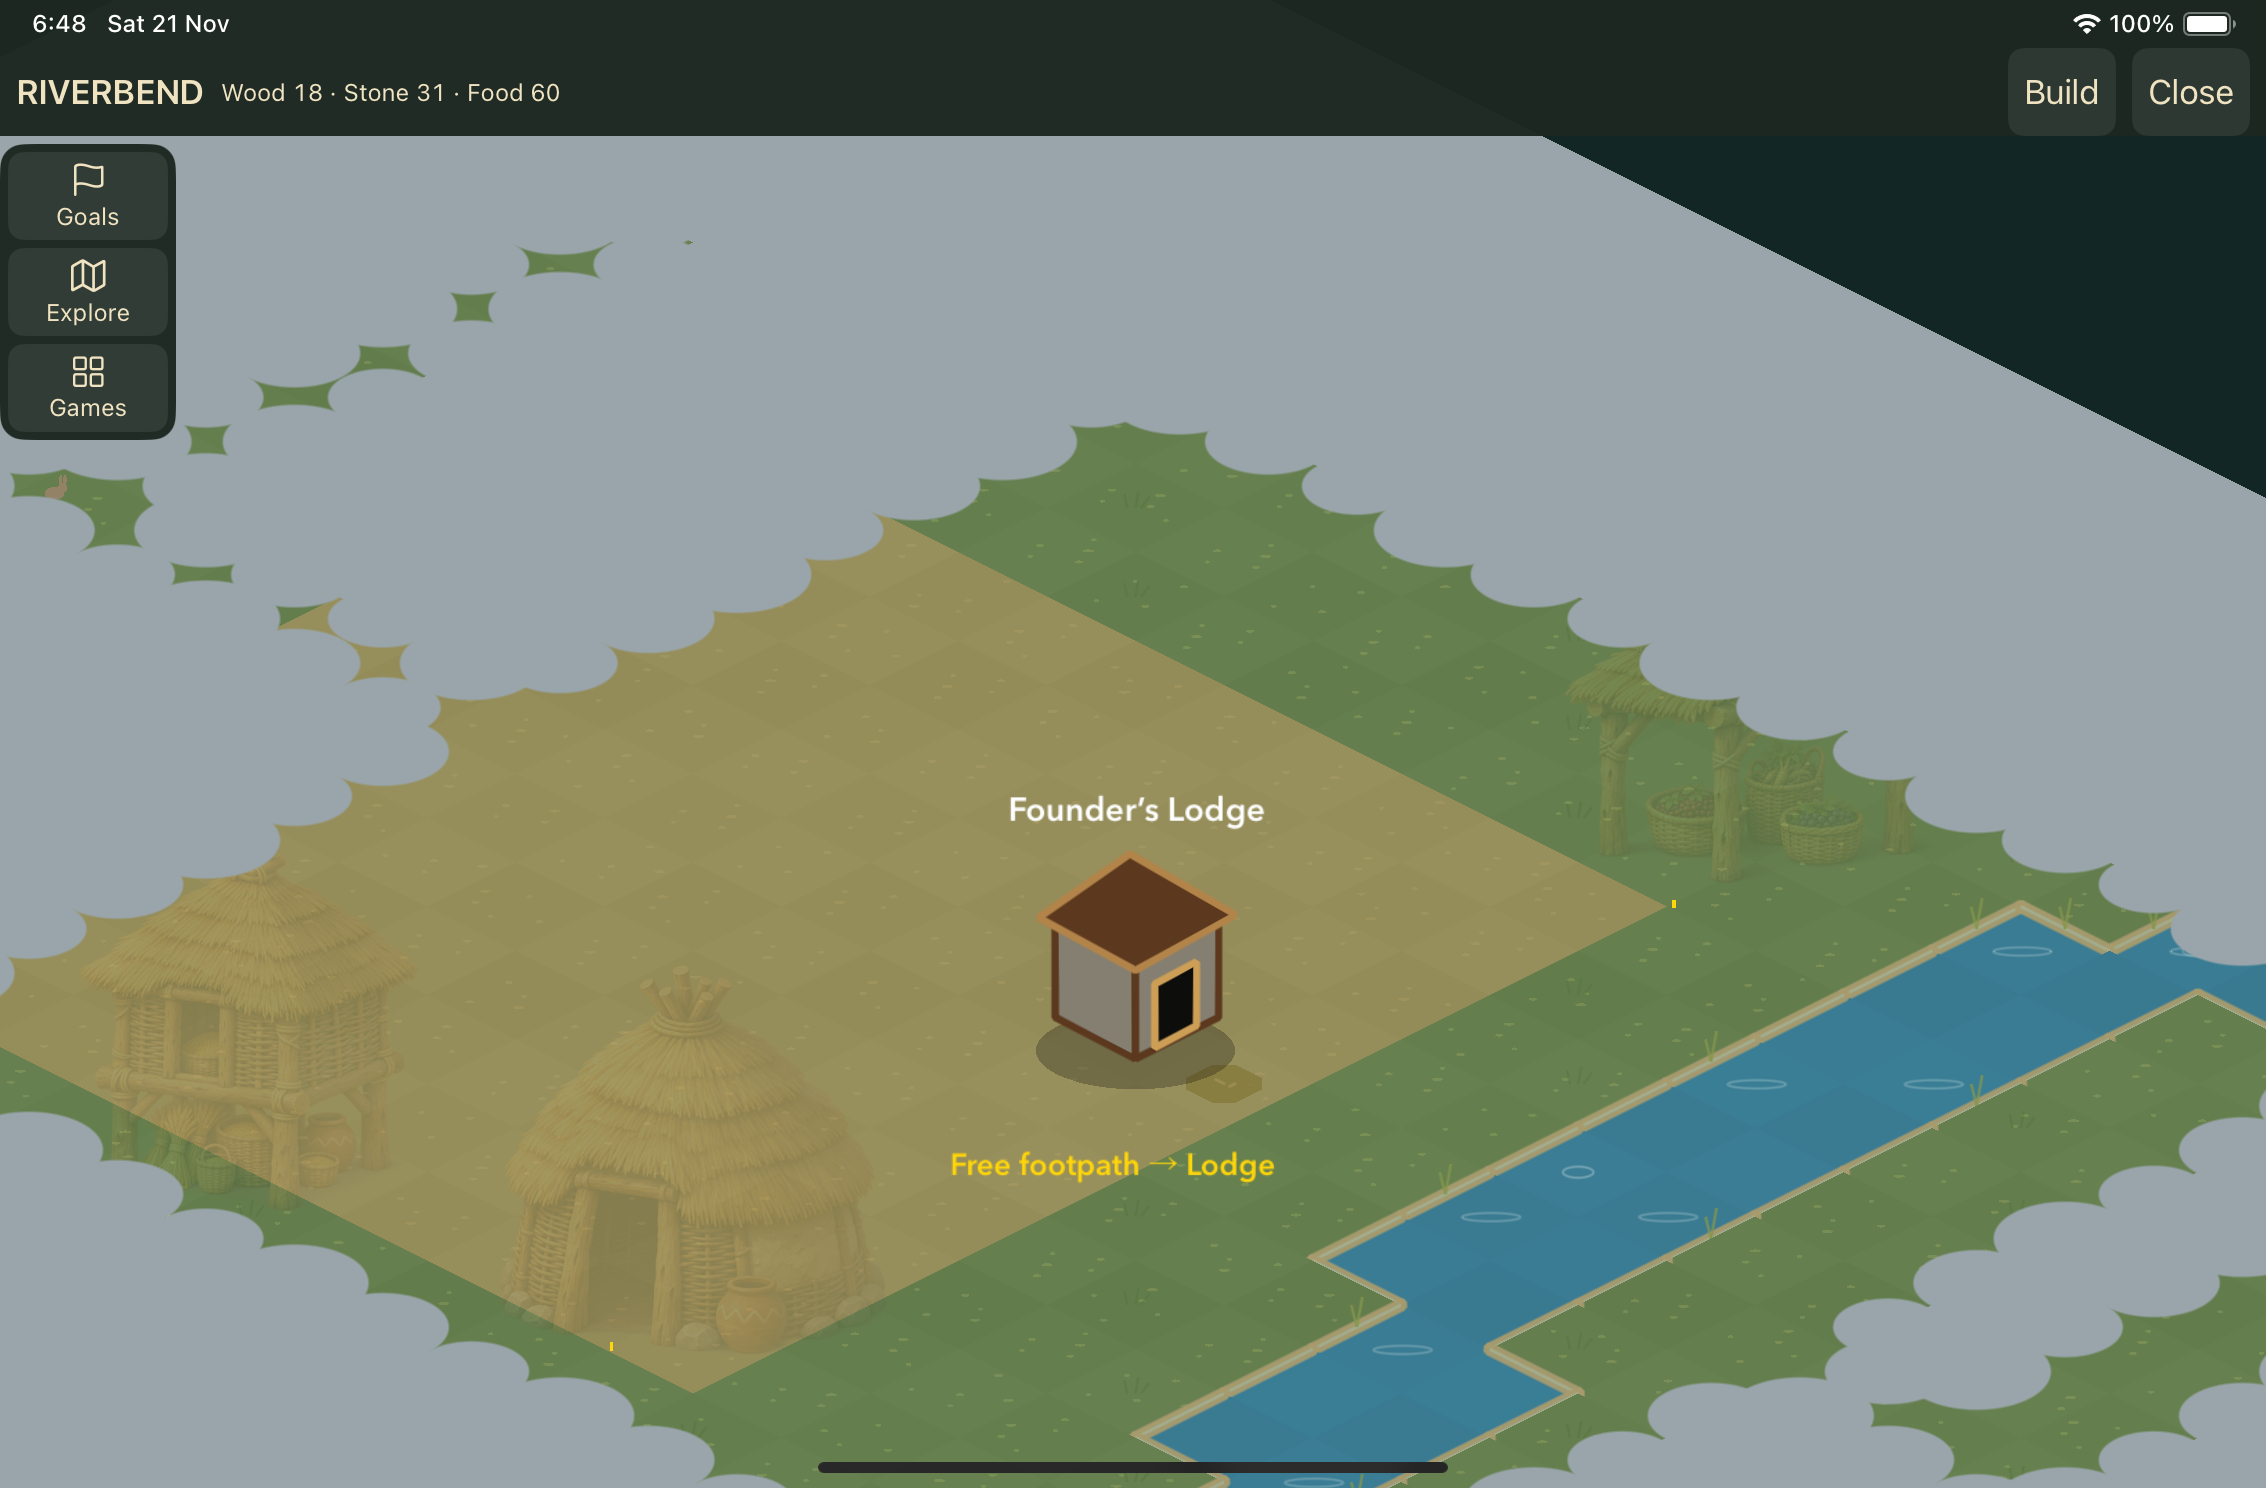 6:48 Sat 21 Nov 100%
RIVERBEND Wood 18 · Stone 31 · Food 60 Build Close
Goals
Explore
Games
Founder’s Lodge
Free footpath → Lodge